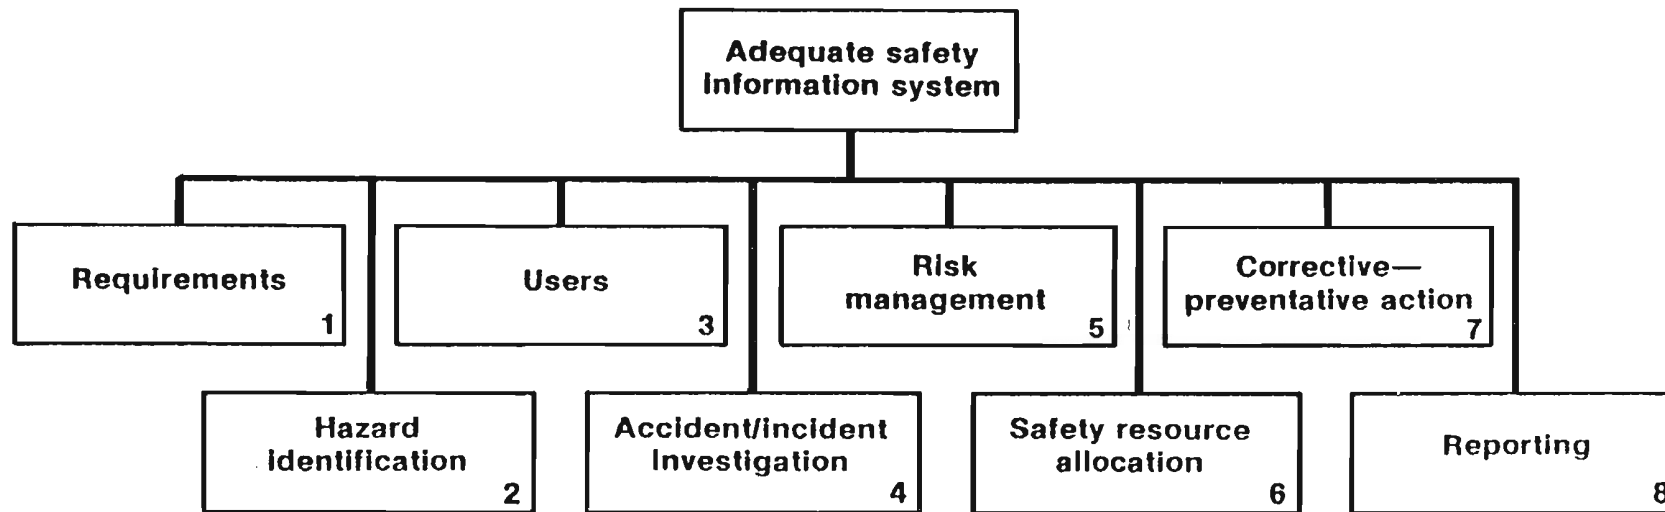 Adequate safety
information system
Requirements
1
Users
3
Risk
management
5
Corrective—
preventative action
7
Hazard
identification
2
Accident/incident
investigation
4
Safety resource
allocation
6
Reporting
8